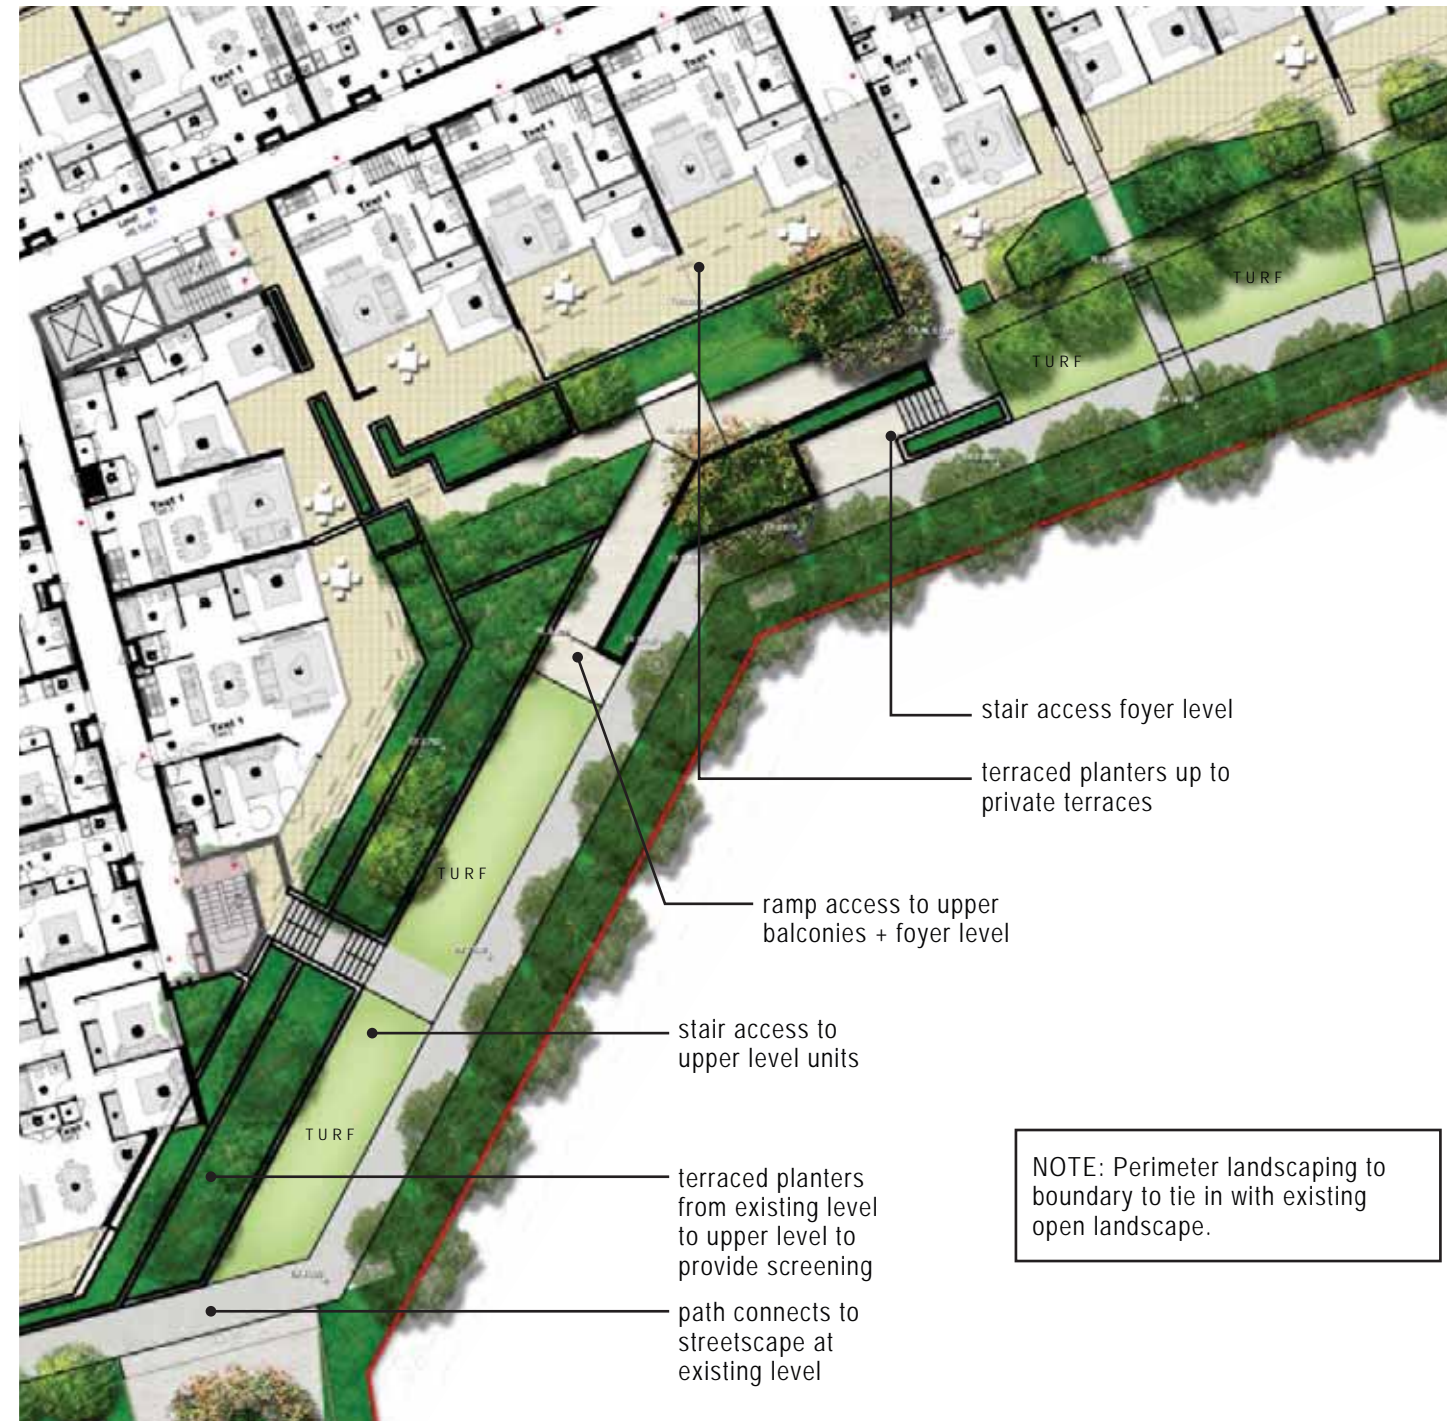 TURF
TURF
stair access foyer level
terraced planters up to
private terraces
TURF
ramp access to upper
balconies + foyer level
stair access to
upper level units
TURF
terraced planters
from existing level
to upper level to
provide screening
path connects to
streetscape at
existing level
NOTE: Perimeter landscaping to
boundary to tie in with existing
open landscape.